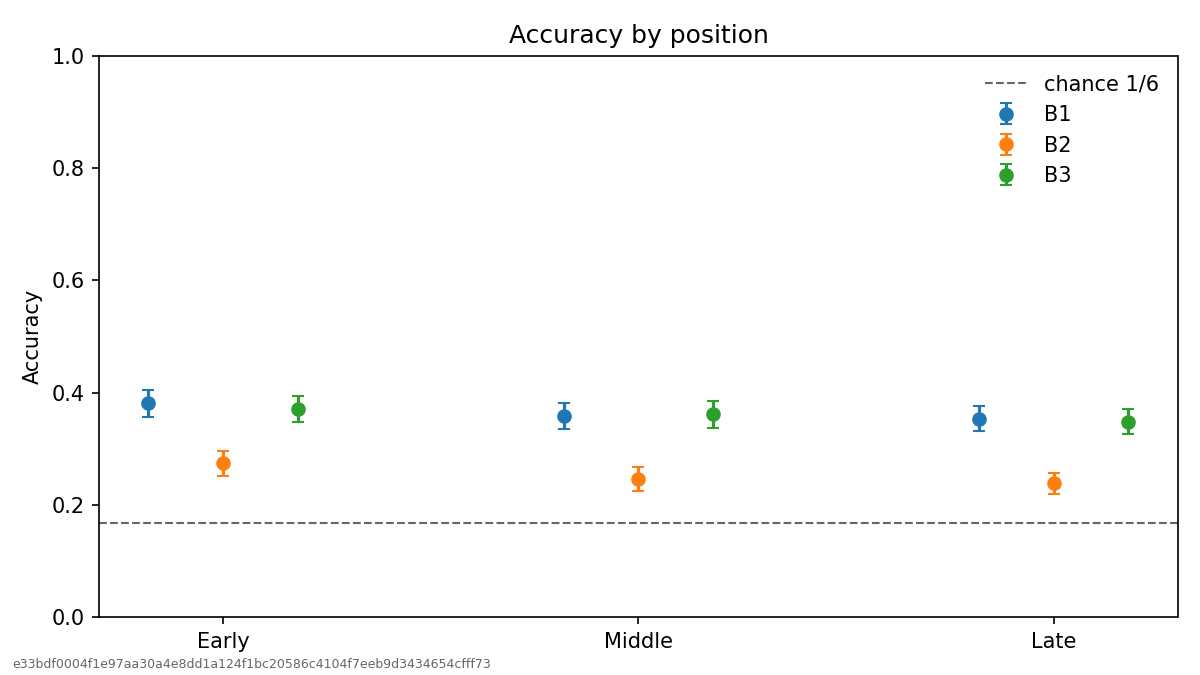 Accuracy by position
1.0
0.8
0.6
0.4
0.2
0.0
Accuracy
chance 1/6
B1
B2
B3
Early
Middle
Late
e33bdf0004f1e97aa30a4e8dd1a124f1bc20586c4104f7eeb9d3434654cfff73